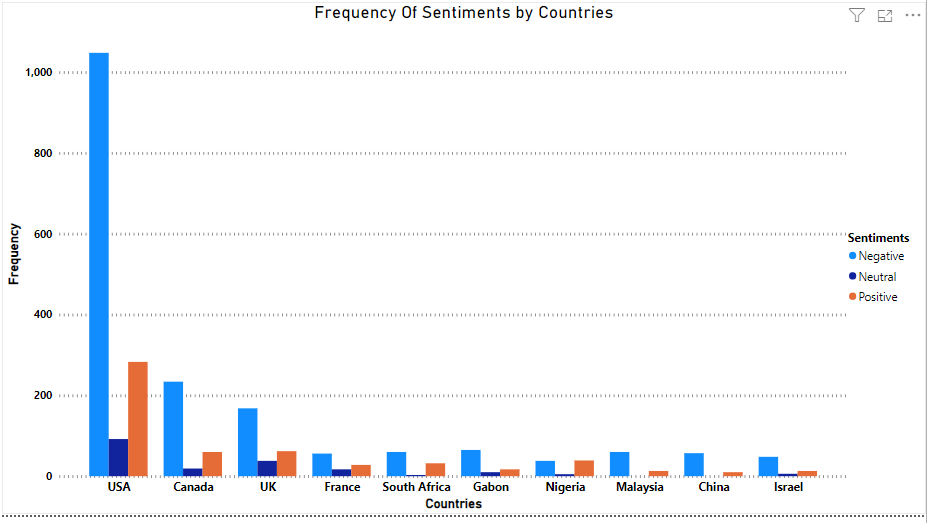 Frequency Of Sentiments by Countries
1,000
800
600
400
200
0
Frequency
USA Canada UK France South Africa Gabon Nigeria Malaysia China Israel
Countries
Sentiments
Negative
Neutral
Positive